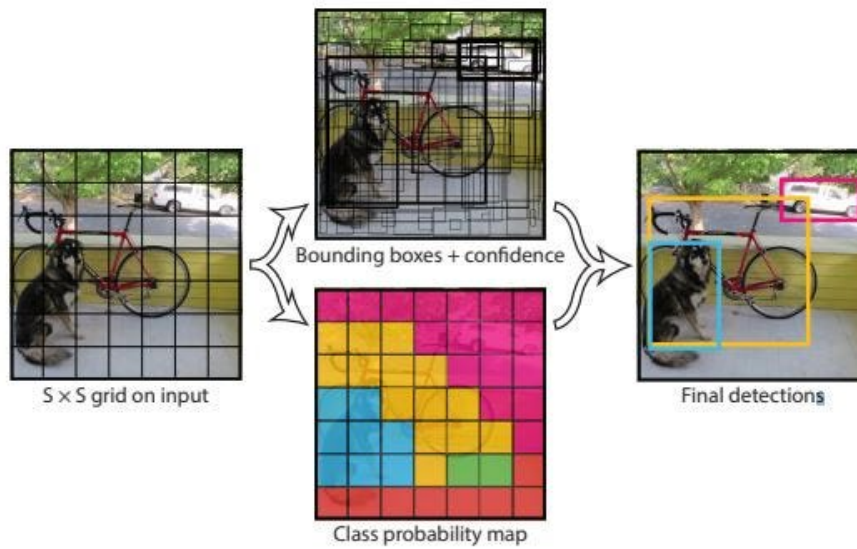 Bounding boxes + confidence
S × S grid on input
Final detections
Class probability map